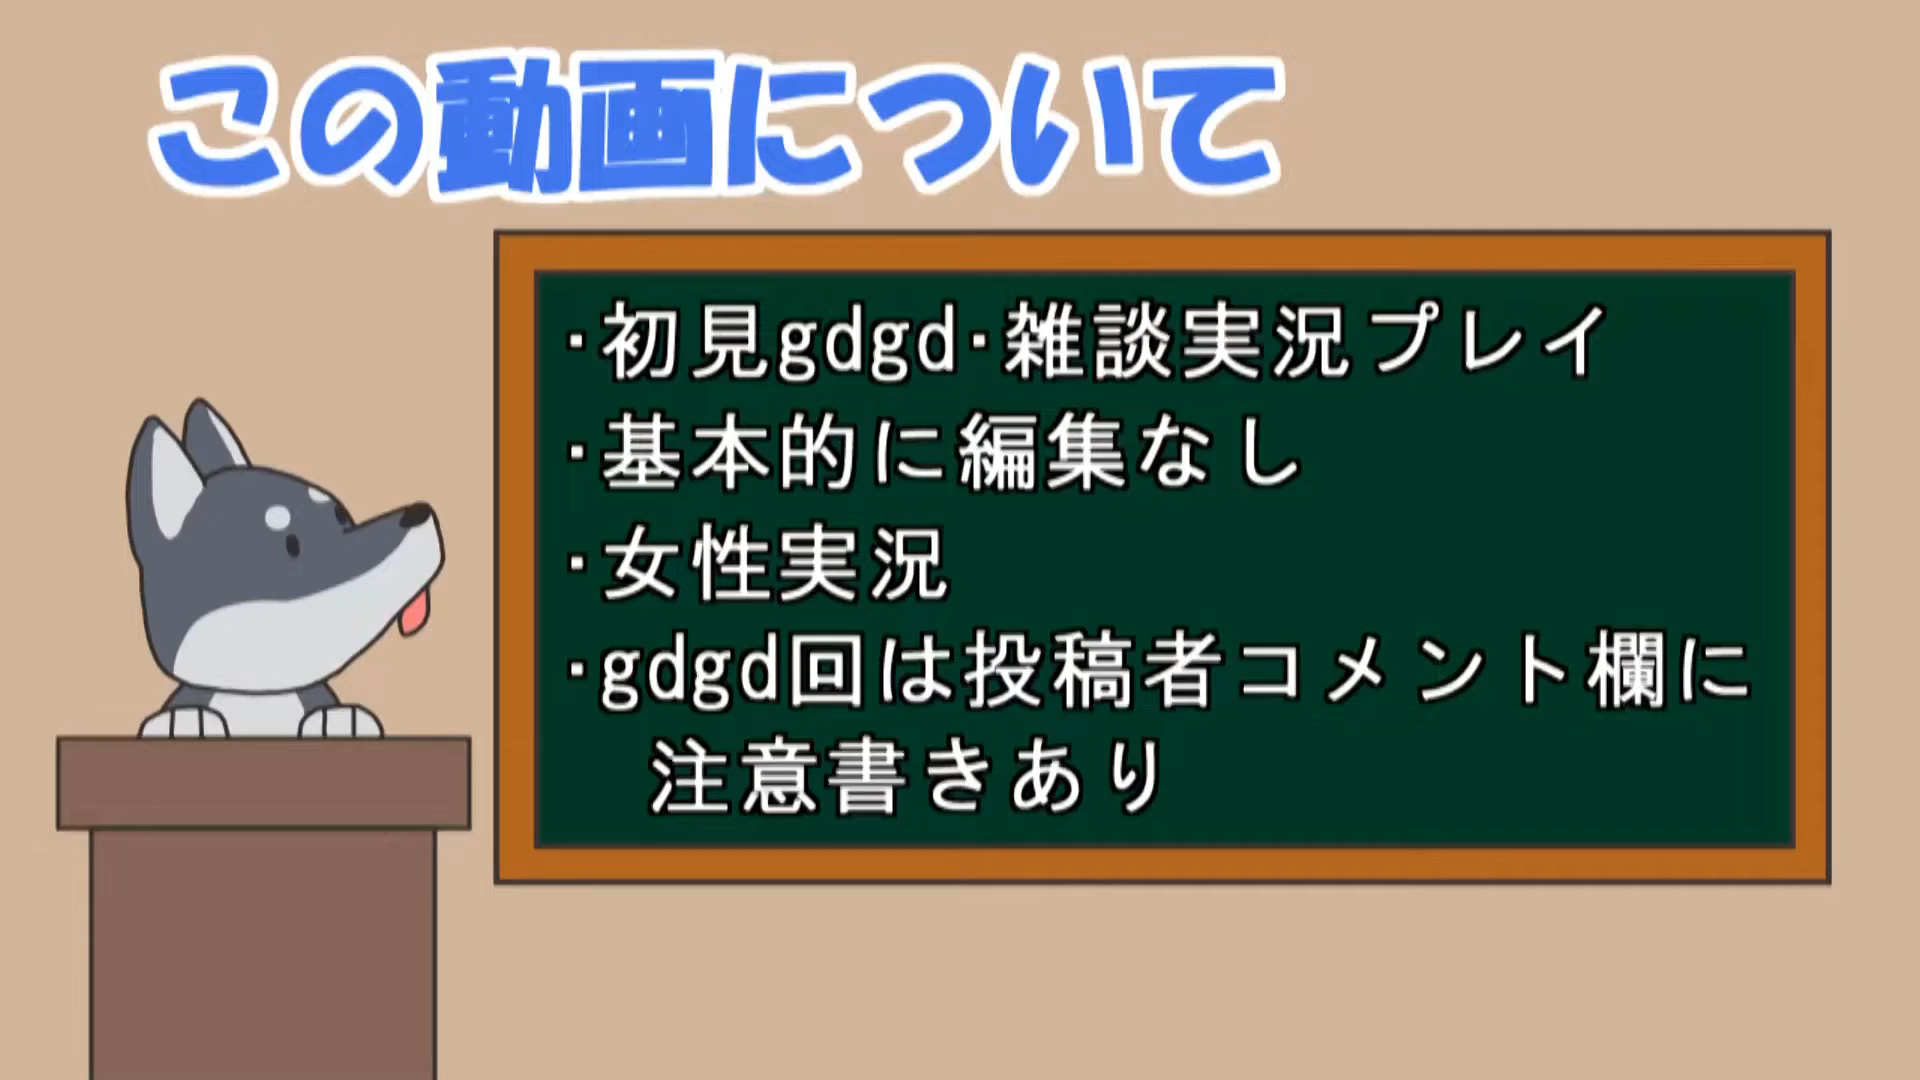 この動画について
・初見gdgd・雑談実況プレイ
・基本的に編集なし
・女性実況
・gdgd回は投稿者コメント欄に
注意書きあり